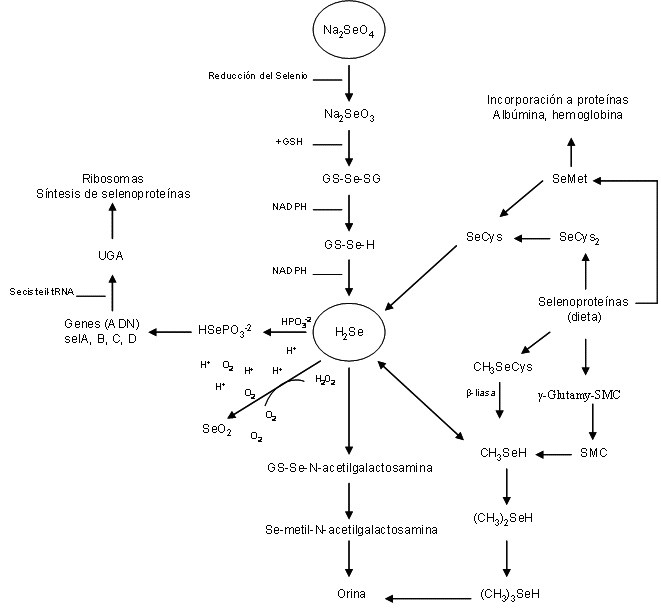 Na₂SeO₄
Reducción del Selenio
Na₂SeO₃
+GSH
GS-Se-SG
NADPH
GS-Se-H
NADPH
H₂Se
Incorporación a proteínas
Albúmina, hemoglobina
SeMet
SeCys
SeCys₂
Selenoproteínas
(dieta)
CH₃SeCys
β-liasa
γ-Glutamy-SMC
CH₃SeH
SMC
(CH₃)₂SeH
(CH₃)₃SeH
Ribosomas
Síntesis de selenoproteínas
UGA
Secisteil-tRNA
Genes (ADN)
selA, B, C, D
HSePO₃⁻²
HPO₃⁻²
H⁺
H⁺ O₂ H⁺ H⁺
H⁺ O₂ H₂O₂
O₂
SeO₂ O₂
GS-Se-N-acetilgalactosamina
Se-metil-N-acetilgalactosamina
Orina